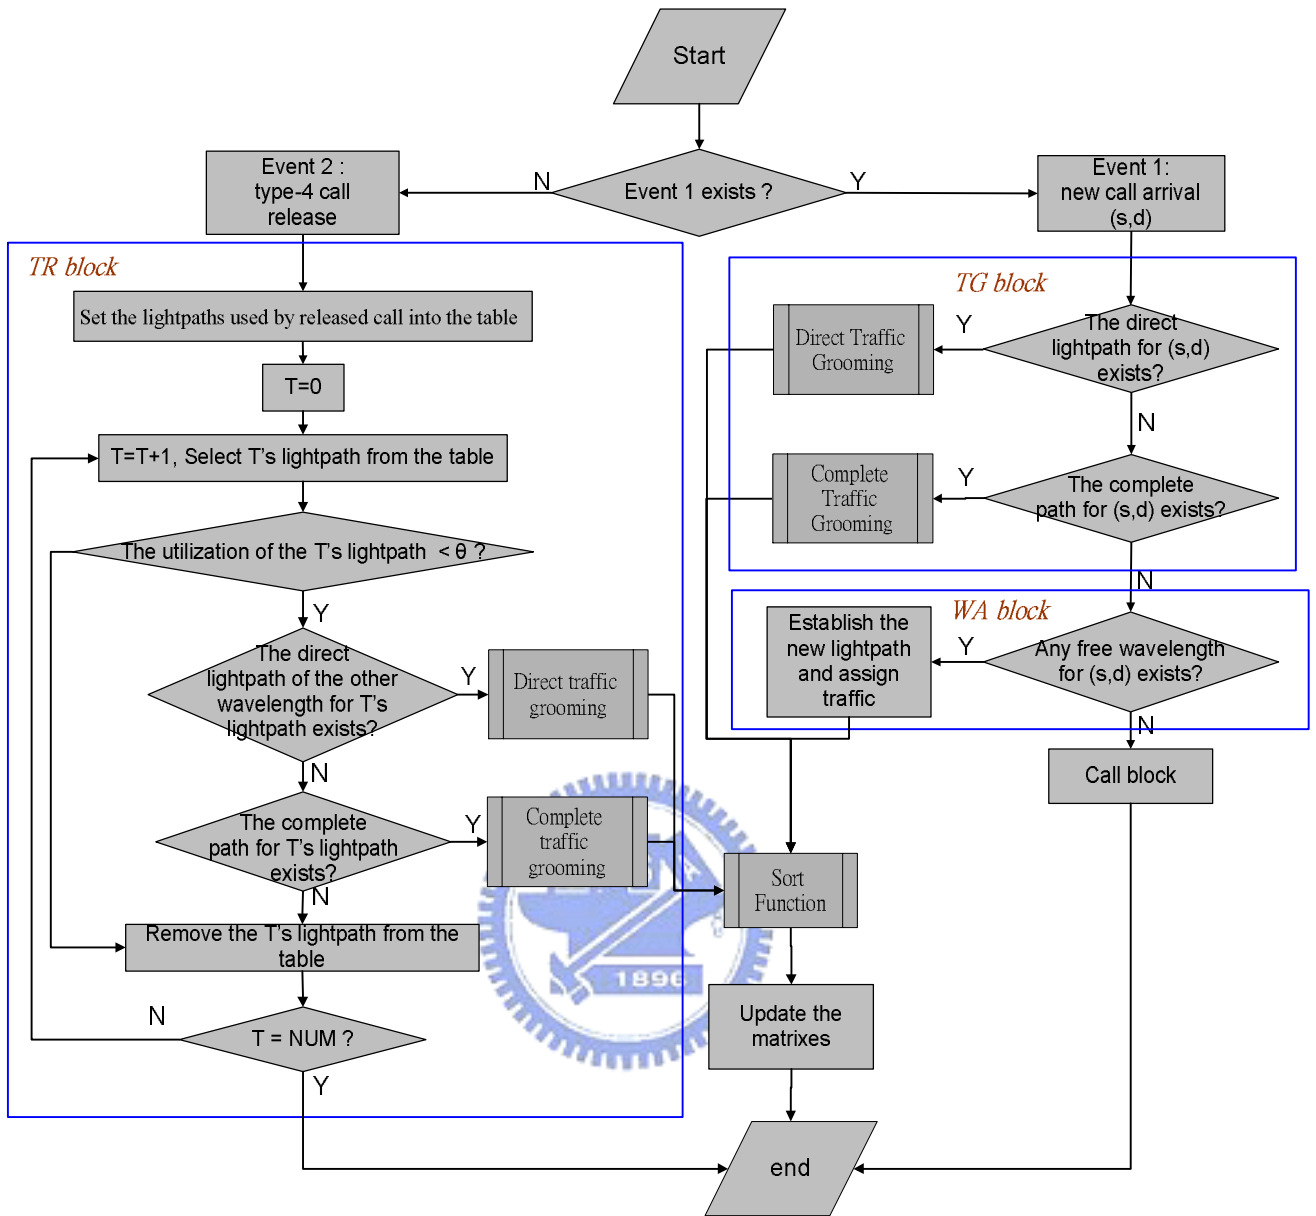 Start
Event 1 exists ?
N
Y
Event 2 :
type-4 call
release
Event 1:
new call arrival
(s,d)
TR block
Set the lightpaths used by released call into the table
T=0
T=T+1, Select T's lightpath from the table
The utilization of the T's lightpath < θ ?
Y
The direct
lightpath of the other
wavelength for T's
lightpath exists?
Y
Direct traffic
grooming
N
The complete
path for T's lightpath
exists?
Y
Complete
traffic
grooming
N
Remove the T's lightpath from the
table
T = NUM ?
N
Y
TG block
The direct
lightpath for (s,d)
exists?
Y
Direct Traffic
Grooming
N
The complete
path for (s,d) exists?
Y
Complete
Traffic
Grooming
N
WA block
Any free wavelength
for (s,d) exists?
Y
Establish the
new lightpath
and assign
traffic
N
Call block
Sort
Function
Update the
matrixes
end
1896